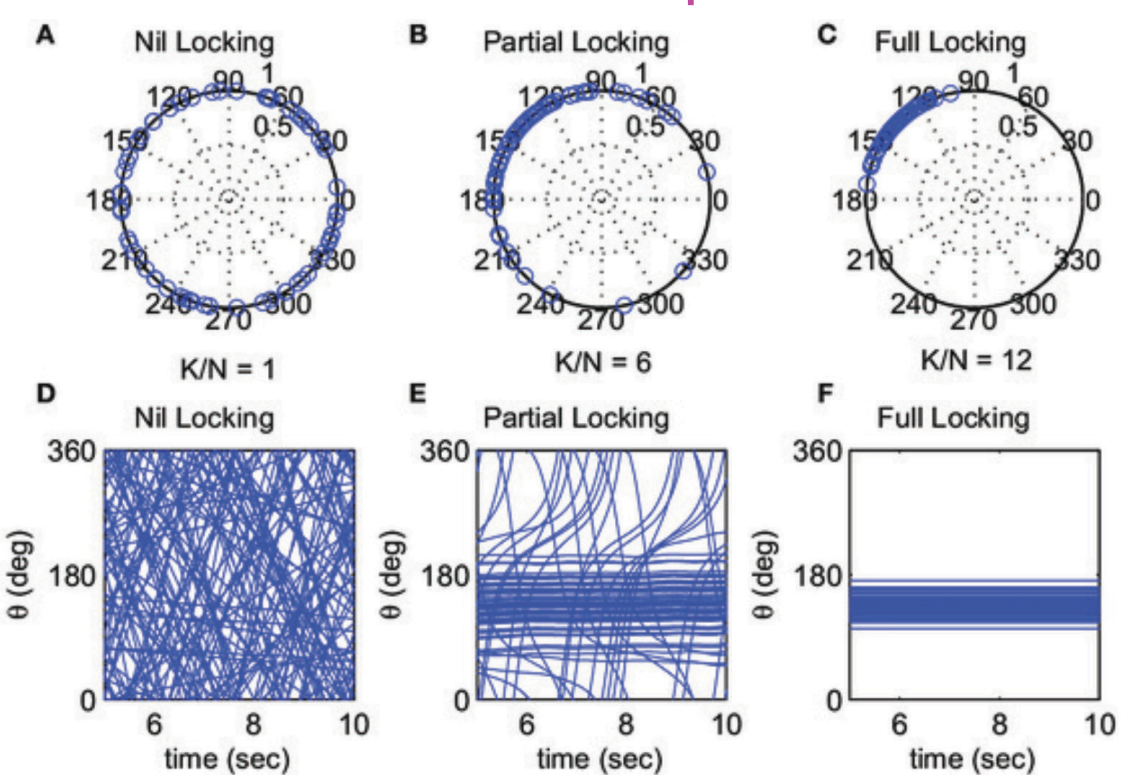 A Nil Locking
B Partial Locking
C Full Locking
90 1
120 60
0.5
150 30
180 0
210 330
240 300
270
K/N = 1
90 1
120 60
0.5
150 30
180 0
210 330
240 300
270
K/N = 6
90 1
120 60
0.5
150 30
180 0
210 330
240 300
270
K/N = 12
D Nil Locking
360
180
0
θ (deg)
6 8 10
time (sec)
E Partial Locking
360
180
0
θ (deg)
6 8 10
time (sec)
F Full Locking
360
180
0
θ (deg)
6 8 10
time (sec)